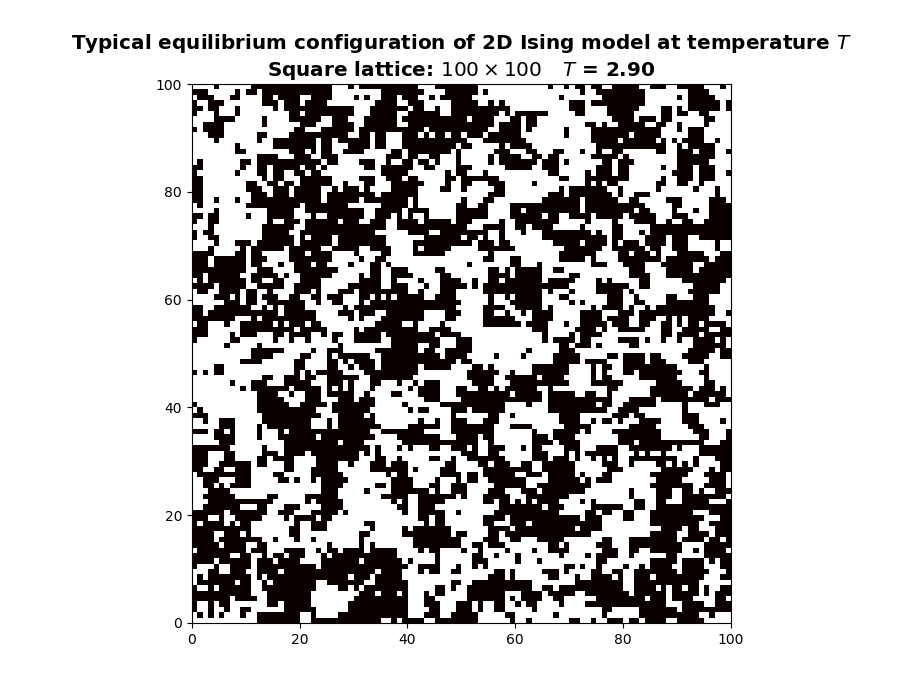 Typical equilibrium configuration of 2D Ising model at temperature T
Square lattice: 100 × 100 T = 2.90
100
80
60
40
20
0
0 20 40 60 80 100